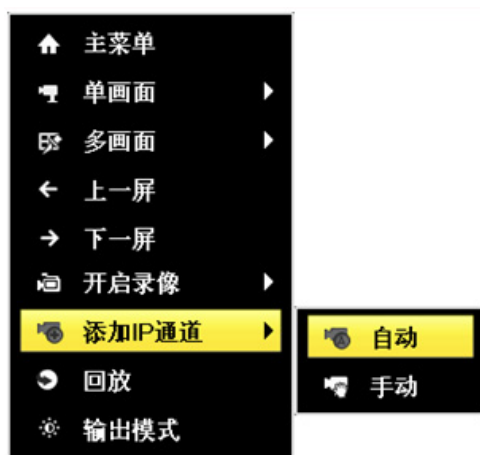 主菜单
单画面
多画面
上一屏
下一屏
开启录像
添加IP通道
自动
手动
回放
输出模式